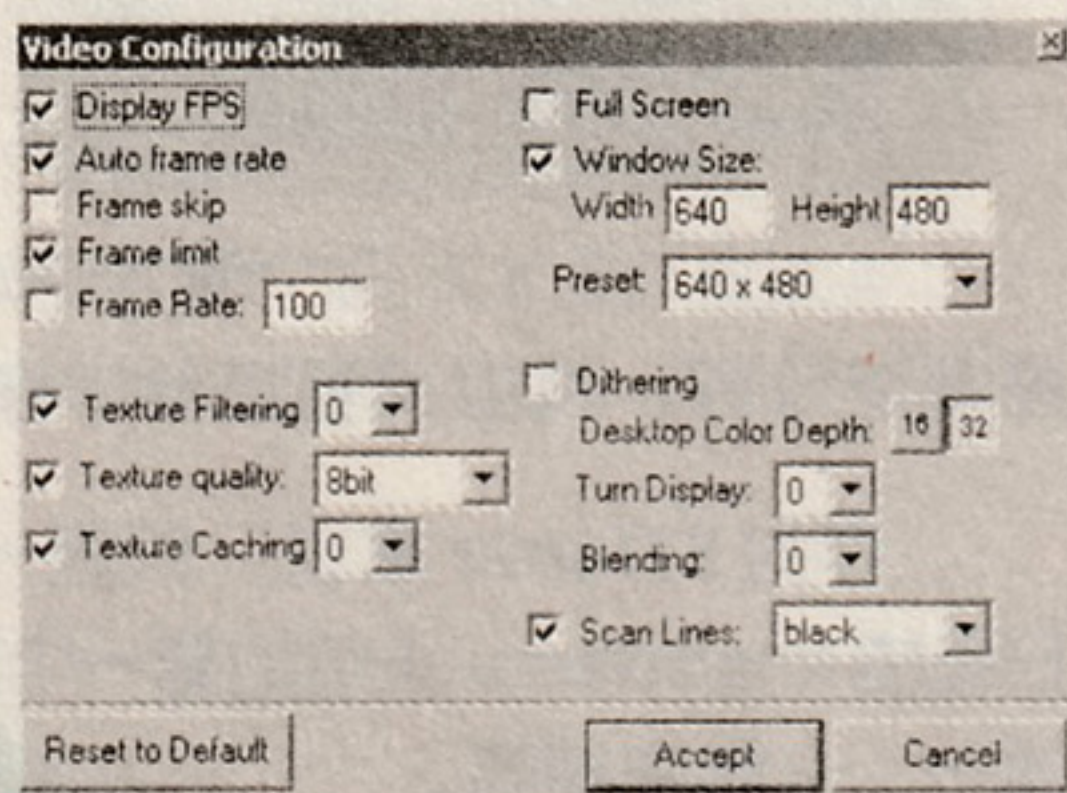 Video Configuration
Display FPS
Auto frame rate
Frame skip
Frame limit
Frame Rate: 100
Texture Filtering 0
Texture quality: 8bit
Texture Caching 0
Full Screen
Window Size:
Width 640 Height 480
Preset: 640 x 480
Dithering
Desktop Color Depth: 16 32
Turn Display: 0
Blending: 0
Scan Lines: black
Reset to Default Accept Cancel